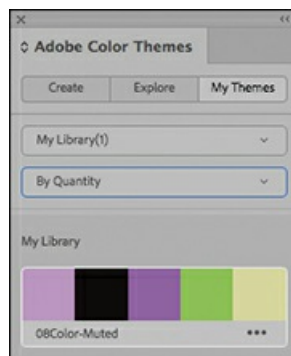 Adobe Color Themes
Create Explore My Themes
My Library(1)
By Quantity
My Library
08Color-Muted